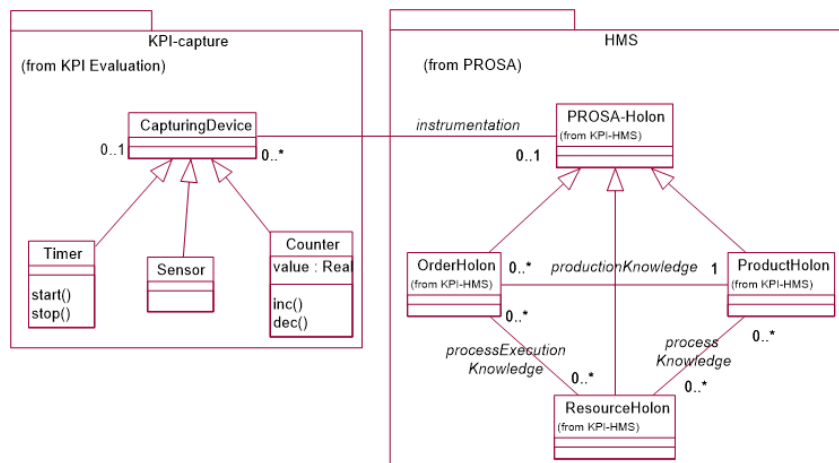 KPI-capture
(from KPI Evaluation)
CapturingDevice
0..1
0..*
Timer
start()
stop()
Sensor
Counter
value : Real
inc()
dec()
instrumentation
HMS
(from PROSA)
PROSA-Holon
(from KPI-HMS)
0..1
OrderHolon
(from KPI-HMS)
0..*
productionKnowledge
1
ProductHolon
(from KPI-HMS)
0..*
processExecution
Knowledge
0..*
process
Knowledge
0..*
0..*
ResourceHolon
(from KPI-HMS)